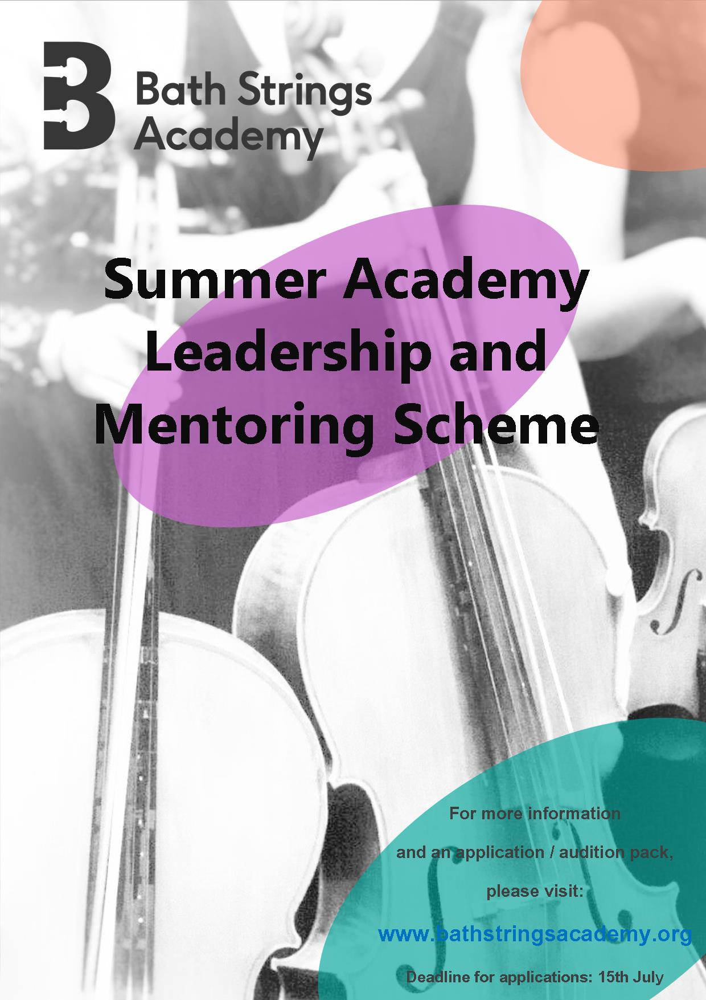 Bath Strings
Academy
Summer Academy
Leadership and
Mentoring Scheme
For more information
and an application / audition pack,
please visit:
www.bathstringsacademy.org
Deadline for applications: 15th July